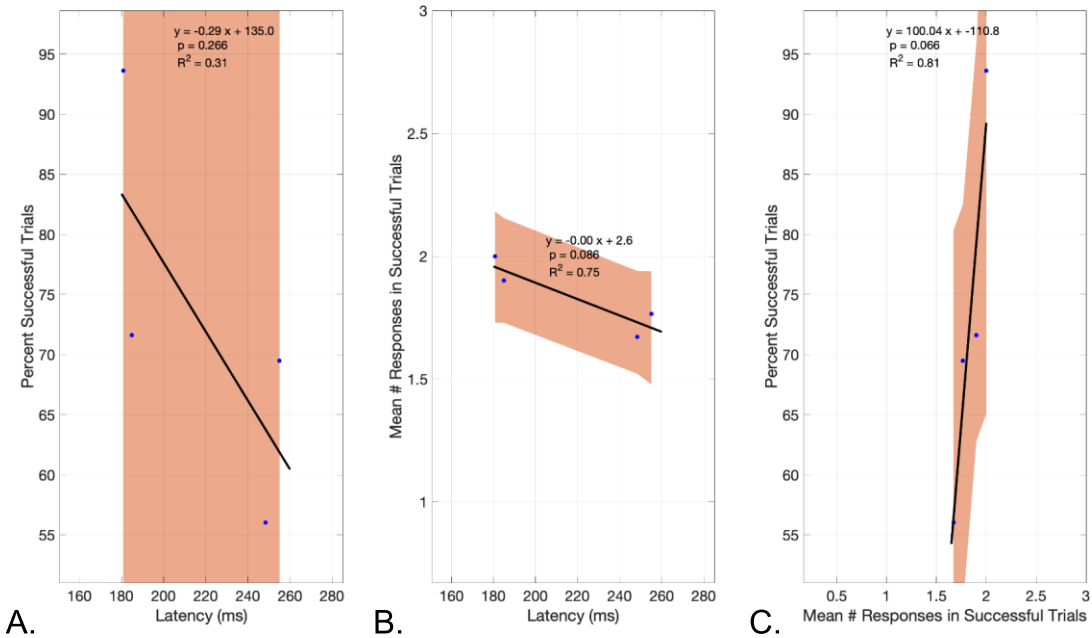 y = -0.29 x + 135.0
p = 0.266
R² = 0.31
Percent Successful Trials
95
90
85
80
75
70
65
60
55
160 180 200 220 240 260 280
Latency (ms)
A.
y = -0.00 x + 2.6
p = 0.086
R² = 0.75
Mean # Responses in Successful Trials
3
2.5
2
1.5
1
160 180 200 220 240 260 280
Latency (ms)
B.
y = 100.04 x + -110.8
p = 0.066
R² = 0.81
Percent Successful Trials
95
90
85
80
75
70
65
60
55
0.5 1 1.5 2 2.5 3
Mean # Responses in Successful Trials
C.